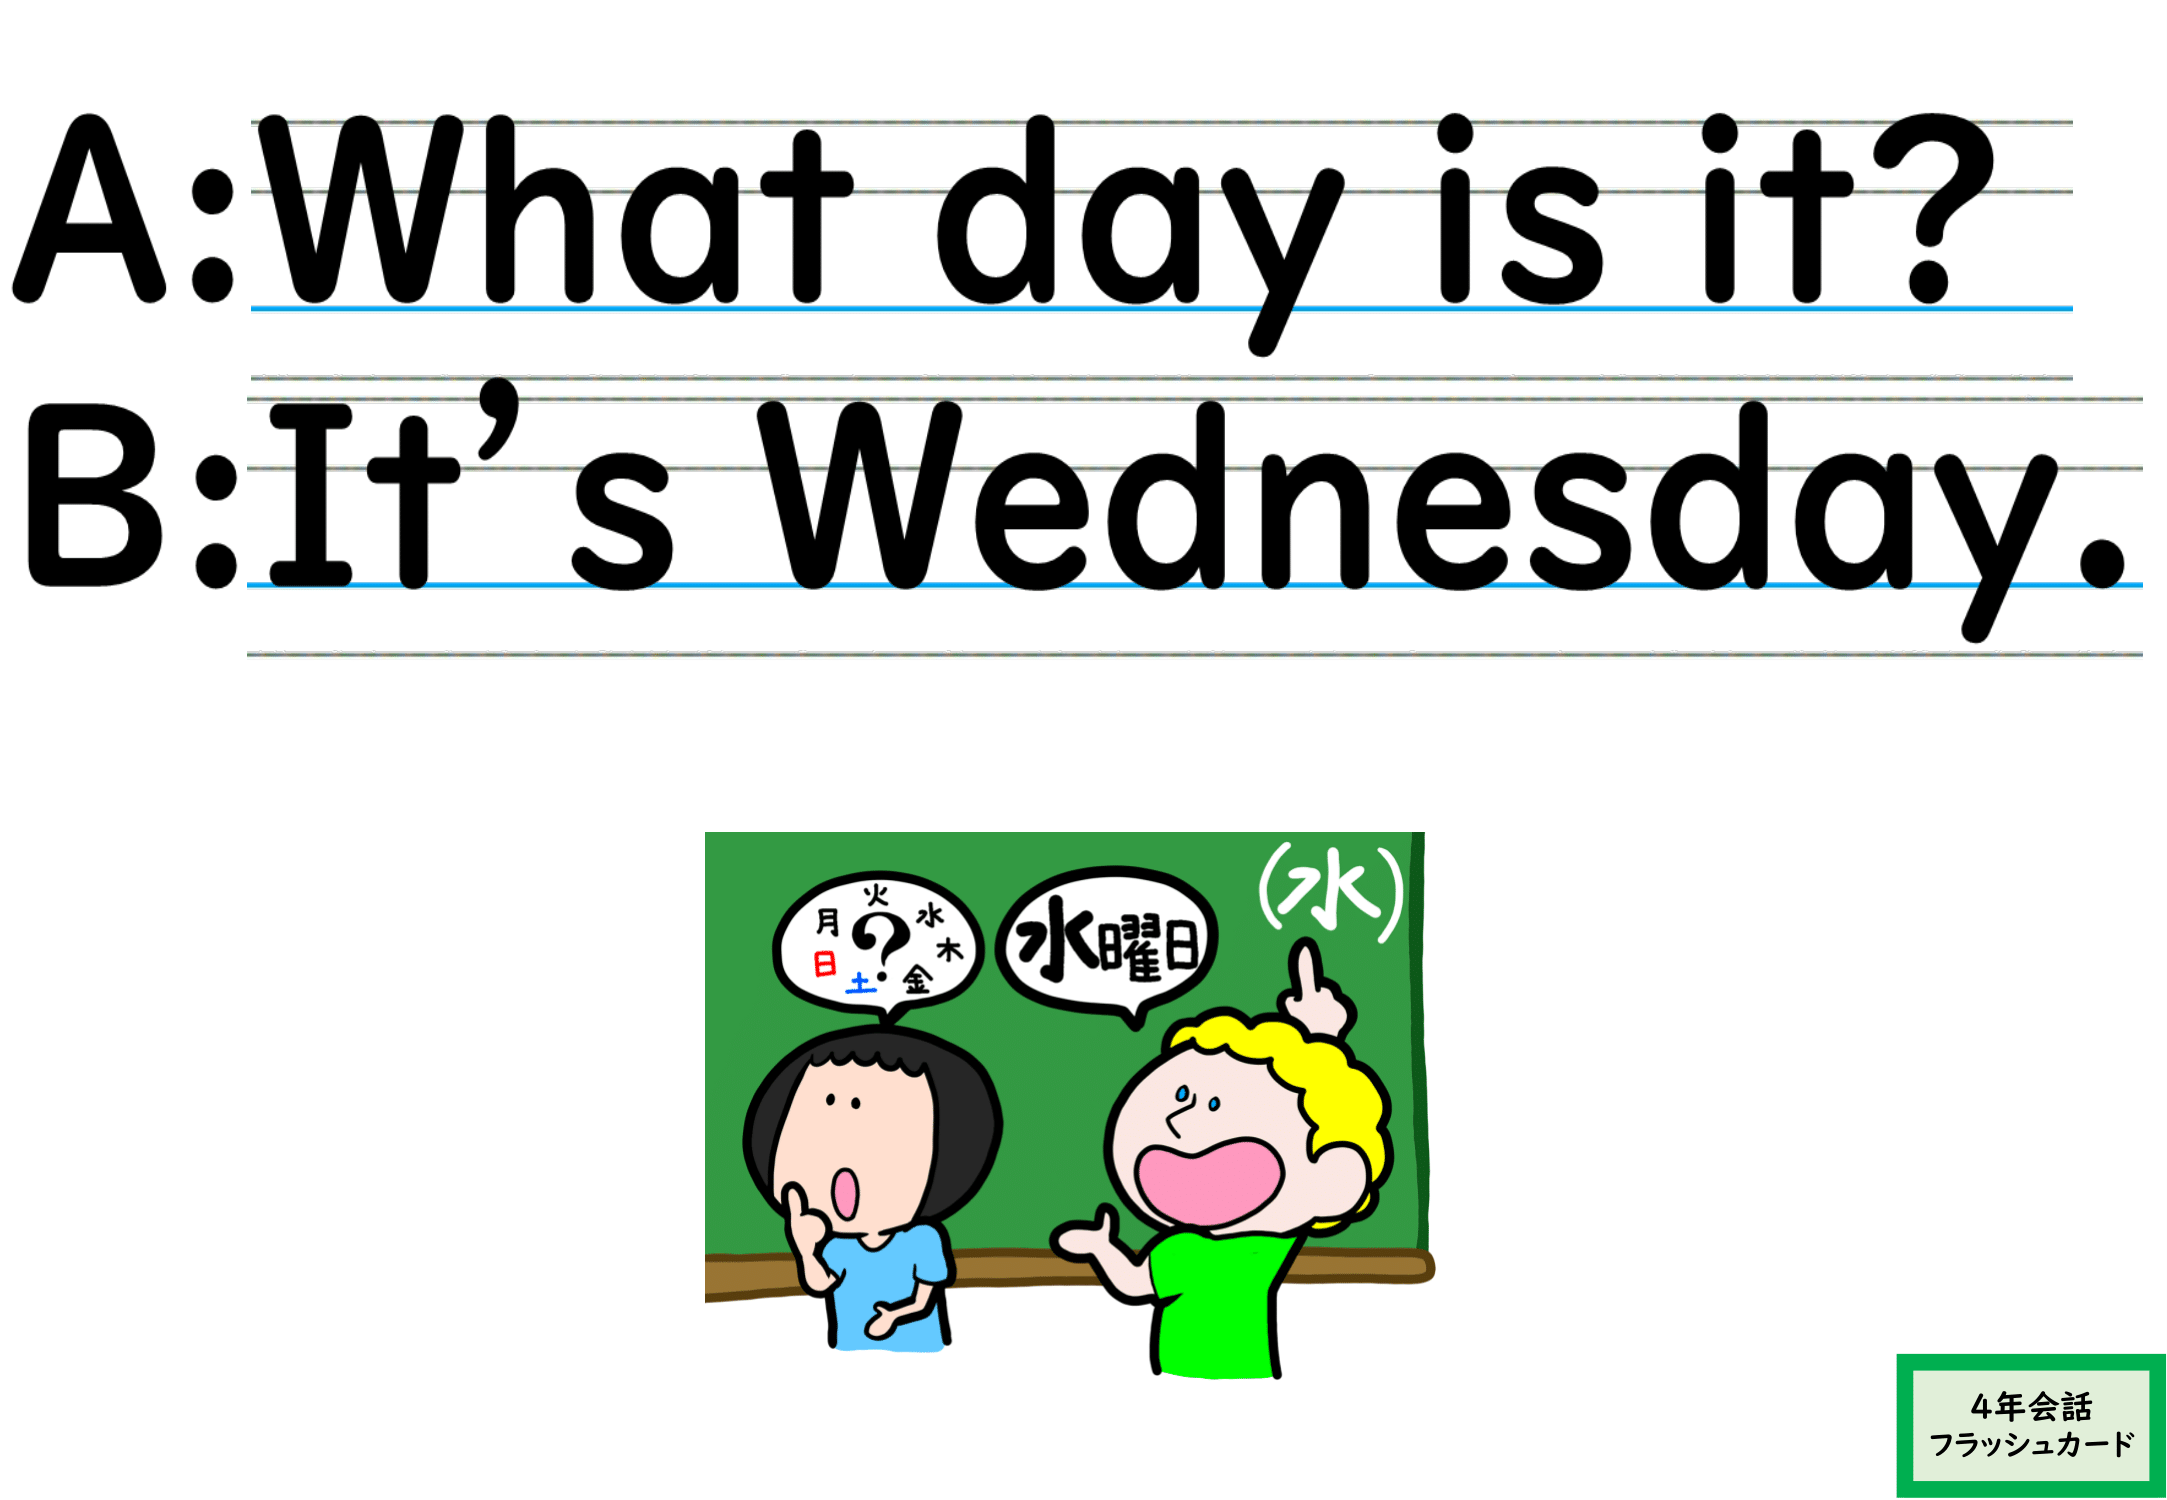 A:What day is it?
B:It’s Wednesday.
(水)
火
月 ? 水
日 木
土 金
水曜日
4年会話
フラッシュカード